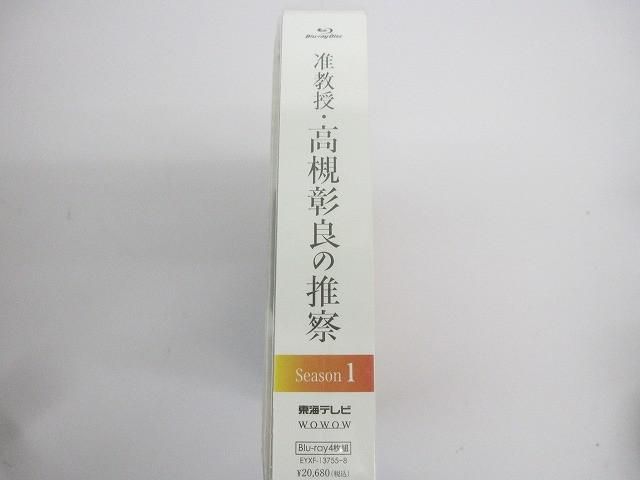 Blu-ray Disc
准教授・高槻彰良の推察
Season 1
東海テレビ
WOWOW
Blu-ray4枚組
EYXF-13755~8
¥20,680(税込)